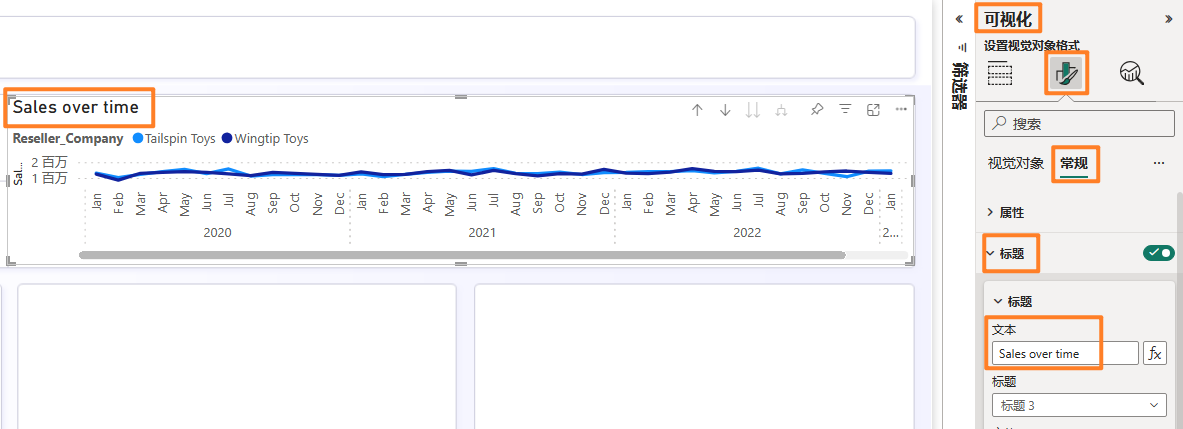 Sales over time
Reseller_Company Tailspin Toys Wingtip Toys
Sal...
2 百万
1 百万
Jan Feb Mar Apr May Jun Jul Aug Sep Oct Nov Dec Jan Feb Mar Apr May Jun Jul Aug Sep Oct Nov Dec Jan Feb Mar Apr May Jun Jul Aug Sep Oct Nov Dec Jan
2020 2021 2022 2...
筛选器
可视化
设置视觉对象格式
搜索
视觉对象 常规
属性
标题
标题
文本
Sales over time
fx
标题
标题 3